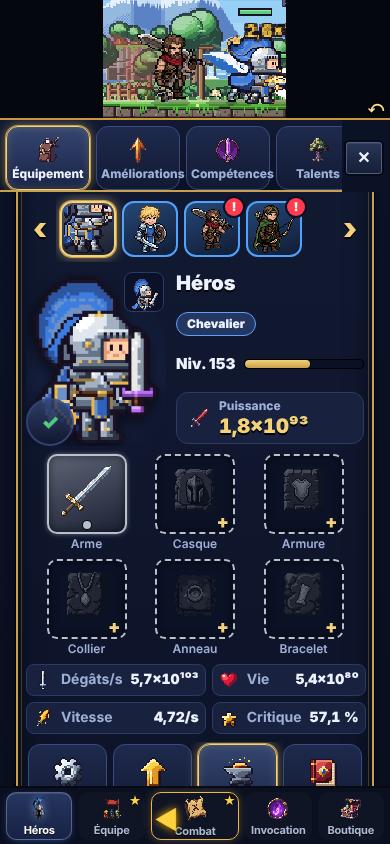 Équipement
Améliorations
Compétences
Talents
Héros
Chevalier
Niv. 153
Puissance
1,8×10⁹³
Arme
Casque
Armure
Collier
Anneau
Bracelet
Dégâts/s 5,7×10¹⁰³
Vie 5,4×10⁸⁰
Vitesse 4,72/s
Critique 57,1 %
Héros
Équipe
Combat
Invocation
Boutique